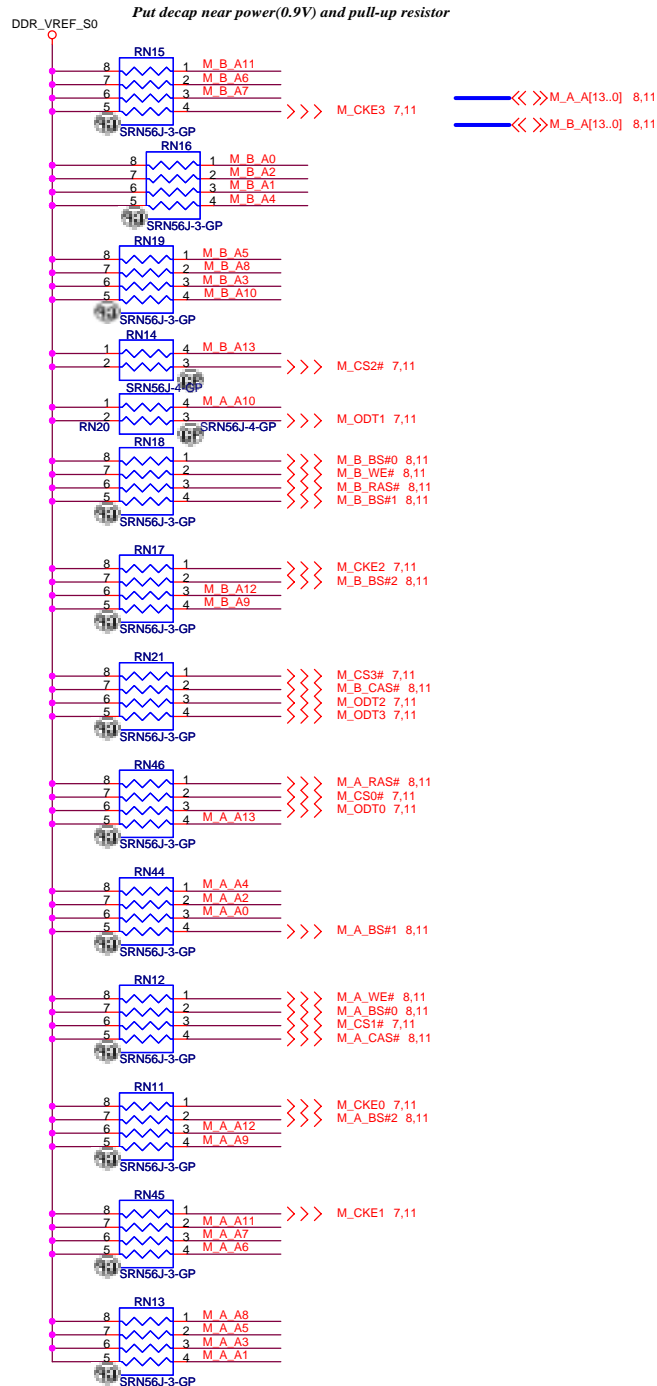 Put decap near power(0.9V) and pull-up resistor
DDR_VREF_S0
RN15
8 1 M_B_A11
7 2 M_B_A6
6 3 M_B_A7
5 4 M_CKE3 7,11
SRN56J-3-GP
M_A_A[13..0] 8,11
M_B_A[13..0] 8,11
RN16
8 1 M_B_A0
7 2 M_B_A2
6 3 M_B_A1
5 4 M_B_A4
SRN56J-3-GP
RN19
8 1 M_B_A5
7 2 M_B_A8
6 3 M_B_A3
5 4 M_B_A10
SRN56J-3-GP
RN14
1 4 M_B_A13
2 3 M_CS2# 7,11
SRN56J-4-GP
1 4 M_A_A10
2 3 M_ODT1 7,11
RN20 SRN56J-4-GP
RN18
8 1 M_B_BS#0 8,11
7 2 M_B_WE# 8,11
6 3 M_B_RAS# 8,11
5 4 M_B_BS#1 8,11
SRN56J-3-GP
RN17
8 1 M_CKE2 7,11
7 2 M_B_BS#2 8,11
6 3 M_B_A12
5 4 M_B_A9
SRN56J-3-GP
RN21
8 1 M_CS3# 7,11
7 2 M_B_CAS# 8,11
6 3 M_ODT2 7,11
5 4 M_ODT3 7,11
SRN56J-3-GP
RN46
8 1 M_A_RAS# 8,11
7 2 M_CS0# 7,11
6 3 M_ODT0 7,11
5 4 M_A_A13
SRN56J-3-GP
RN44
8 1 M_A_A4
7 2 M_A_A2
6 3 M_A_A0
5 4 M_A_BS#1 8,11
SRN56J-3-GP
RN12
8 1 M_A_WE# 8,11
7 2 M_A_BS#0 8,11
6 3 M_CS1# 7,11
5 4 M_A_CAS# 8,11
SRN56J-3-GP
RN11
8 1 M_CKE0 7,11
7 2 M_A_BS#2 8,11
6 3 M_A_A12
5 4 M_A_A9
SRN56J-3-GP
RN45
8 1 M_CKE1 7,11
7 2 M_A_A11
6 3 M_A_A7
5 4 M_A_A6
SRN56J-3-GP
RN13
8 1 M_A_A8
7 2 M_A_A5
6 3 M_A_A3
5 4 M_A_A1
SRN56J-3-GP